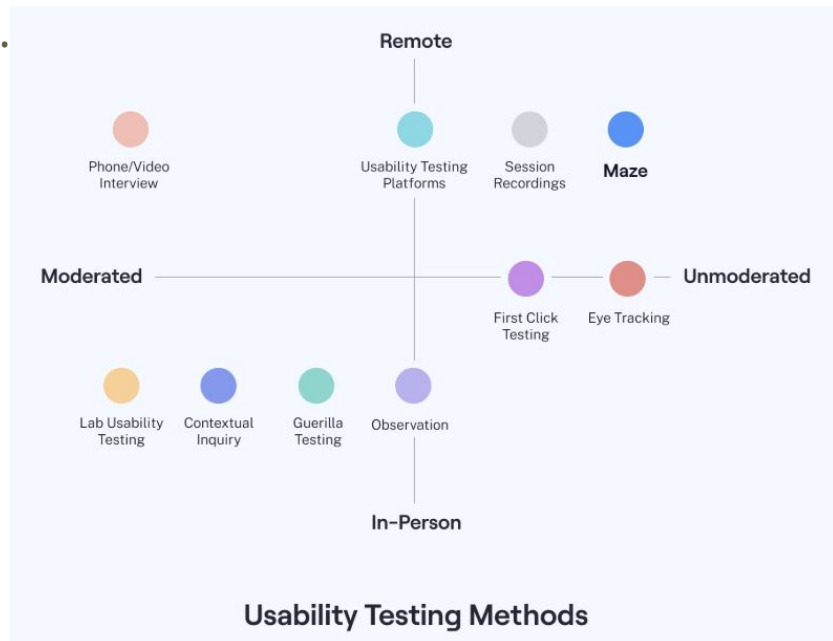 Remote
Phone/Video
Interview
Usability Testing
Platforms
Session
Recordings
Maze
Moderated
Unmoderated
First Click
Testing
Eye Tracking
Lab Usability
Testing
Contextual
Inquiry
Guerilla
Testing
Observation
In-Person
Usability Testing Methods